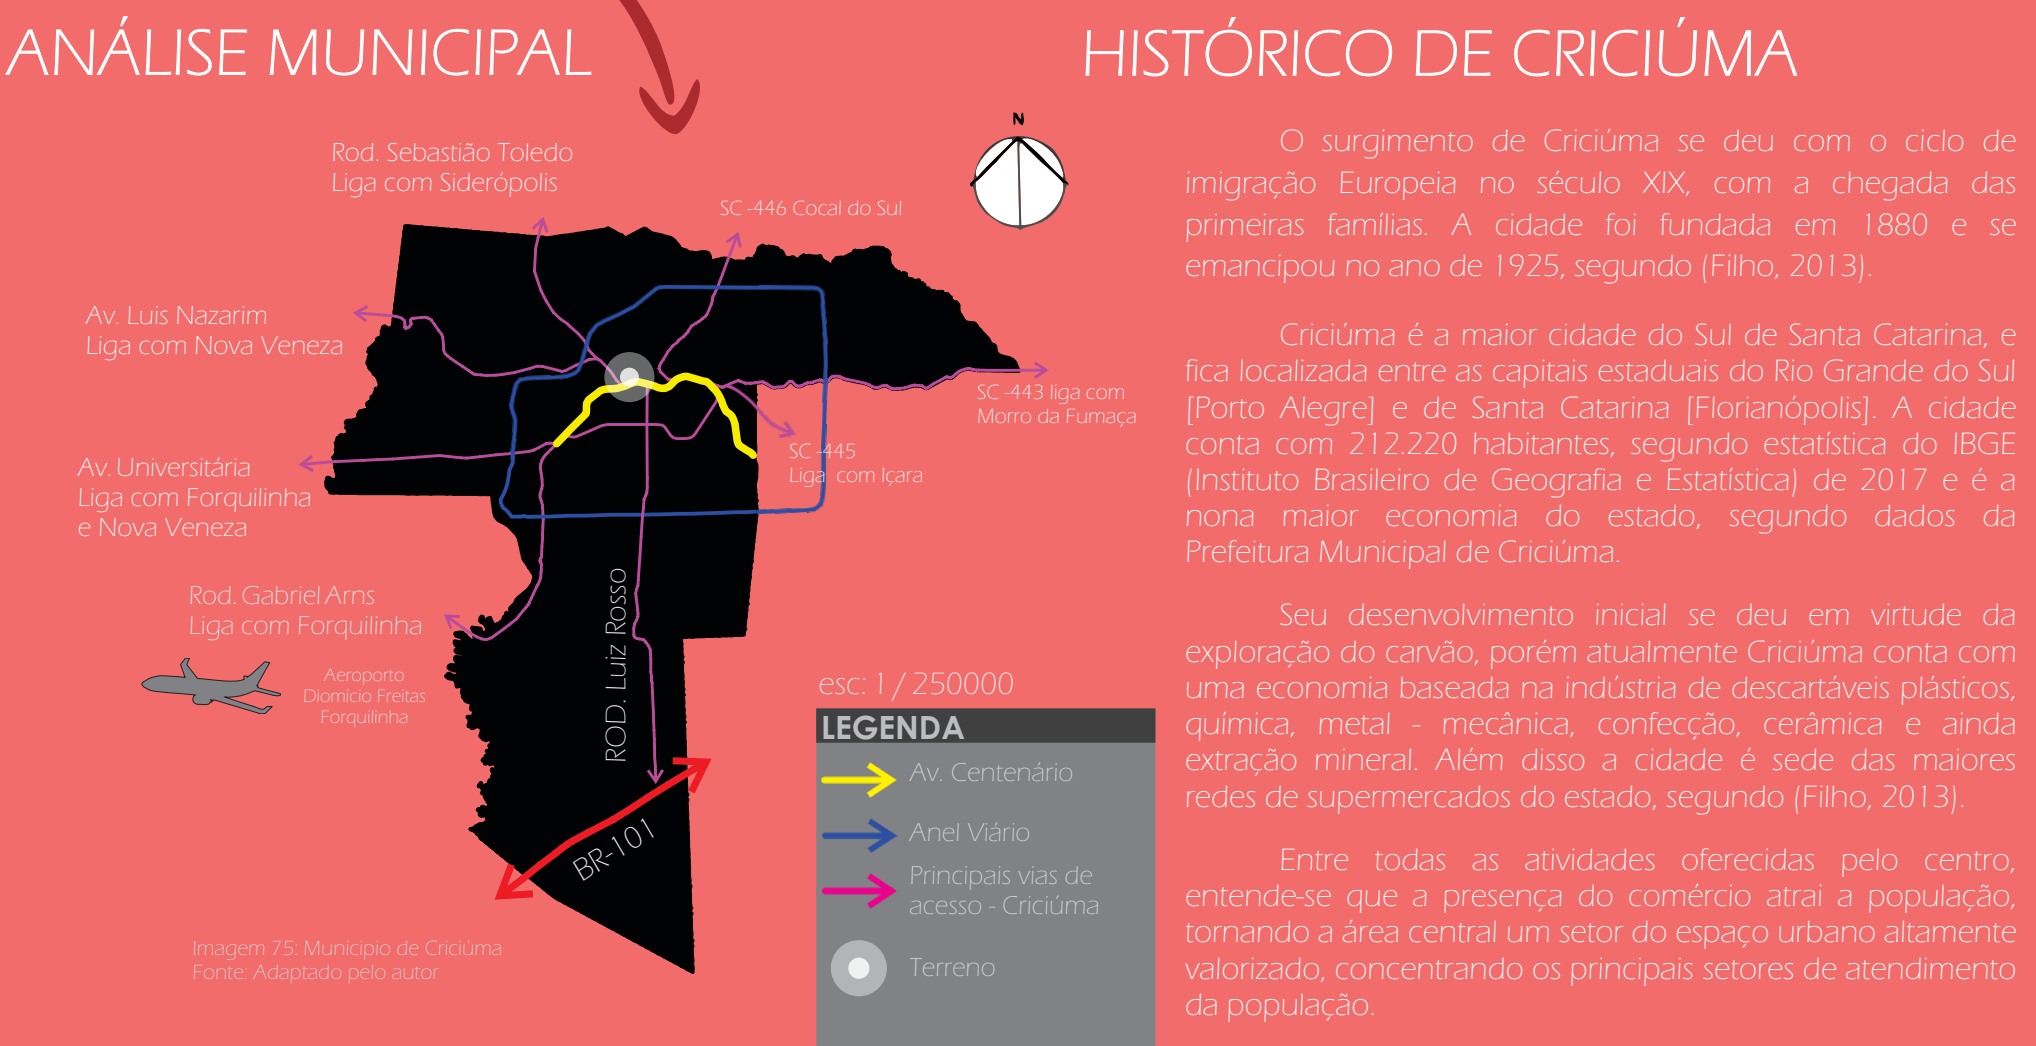 ANÁLISE MUNICIPAL
Rod. Sebastião Toledo
Liga com Siderópolis
SC -446 Cocal do Sul
N
Av. Luis Nazarim
Liga com Nova Veneza
SC -443 liga com
Morro da Fumaça
SC -445
Liga com Içara
Av. Universitária
Liga com Forquilinha
e Nova Veneza
Rod. Gabriel Arns
Liga com Forquilinha
Aeroporto
Diomício Freitas
Forquilinha
ROD. Luiz Rosso
BR-101
esc: 1 / 250000
LEGENDA
Av. Centenário
Anel Viário
Principais vias de
acesso - Criciúma
Terreno
Imagem 75: Municipio de Criciúma
Fonte: Adaptado pelo autor
HISTÓRICO DE CRICIÚMA
O surgimento de Criciúma se deu com o ciclo de
imigração Europeia no século XIX, com a chegada das
primeiras famílias. A cidade foi fundada em 1880 e se
emancipou no ano de 1925, segundo (Filho, 2013).
Criciúma é a maior cidade do Sul de Santa Catarina, e
fica localizada entre as capitais estaduais do Rio Grande do Sul
[Porto Alegre] e de Santa Catarina [Florianópolis]. A cidade
conta com 212.220 habitantes, segundo estatística do IBGE
(Instituto Brasileiro de Geografia e Estatística) de 2017 e é a
nona maior economia do estado, segundo dados da
Prefeitura Municipal de Criciúma.
Seu desenvolvimento inicial se deu em virtude da
exploração do carvão, porém atualmente Criciúma conta com
uma economia baseada na indústria de descartáveis plásticos,
química, metal - mecânica, confecção, cerâmica e ainda
extração mineral. Além disso a cidade é sede das maiores
redes de supermercados do estado, segundo (Filho, 2013).
Entre todas as atividades oferecidas pelo centro,
entende-se que a presença do comércio atrai a população,
tornando a área central um setor do espaço urbano altamente
valorizado, concentrando os principais setores de atendimento
da população.